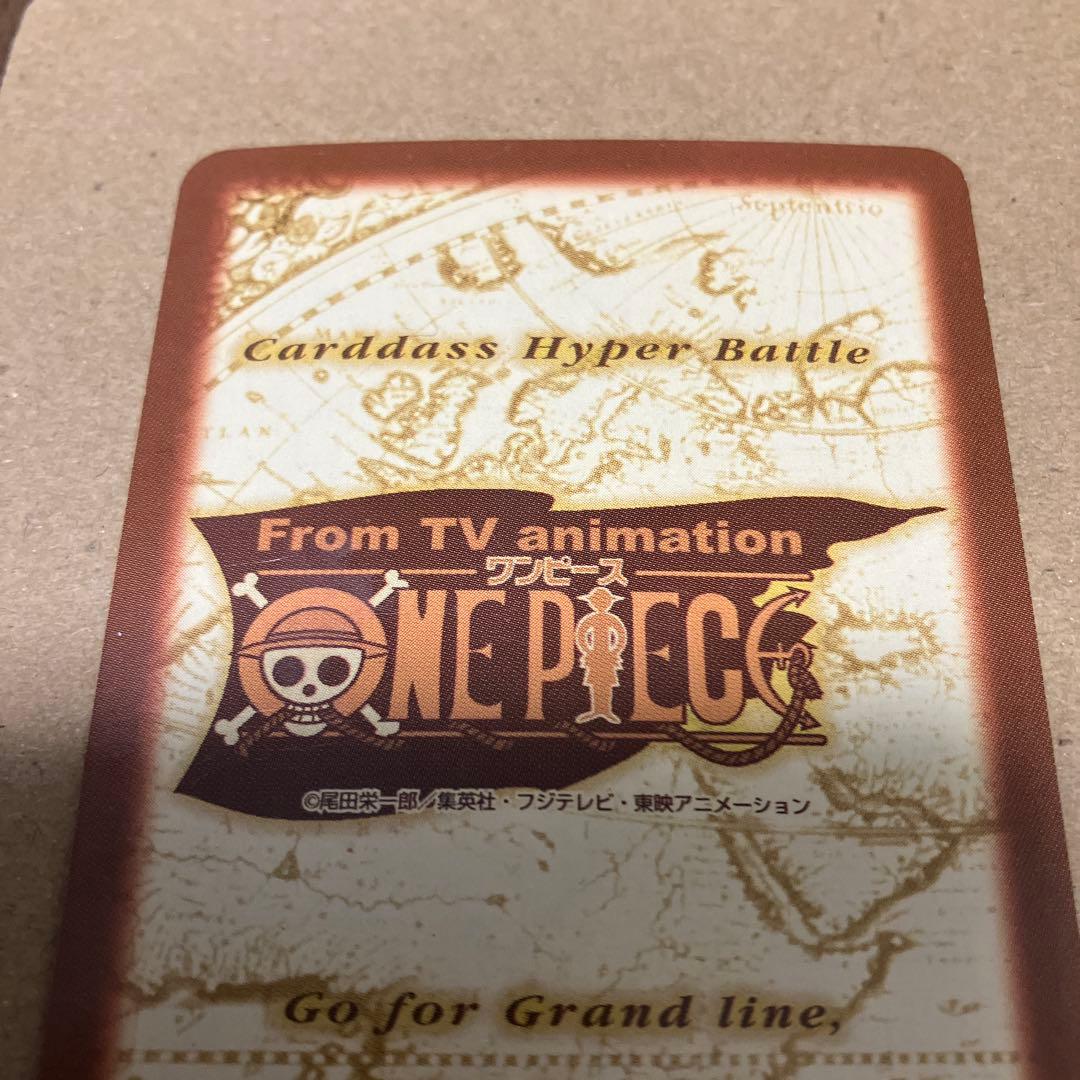 Septentrio
Carddass Hyper Battle
From TV animation
ワンピース
ONE PIECE
©尾田栄一郎／集英社・フジテレビ・東映アニメーション
Go for Grand line,